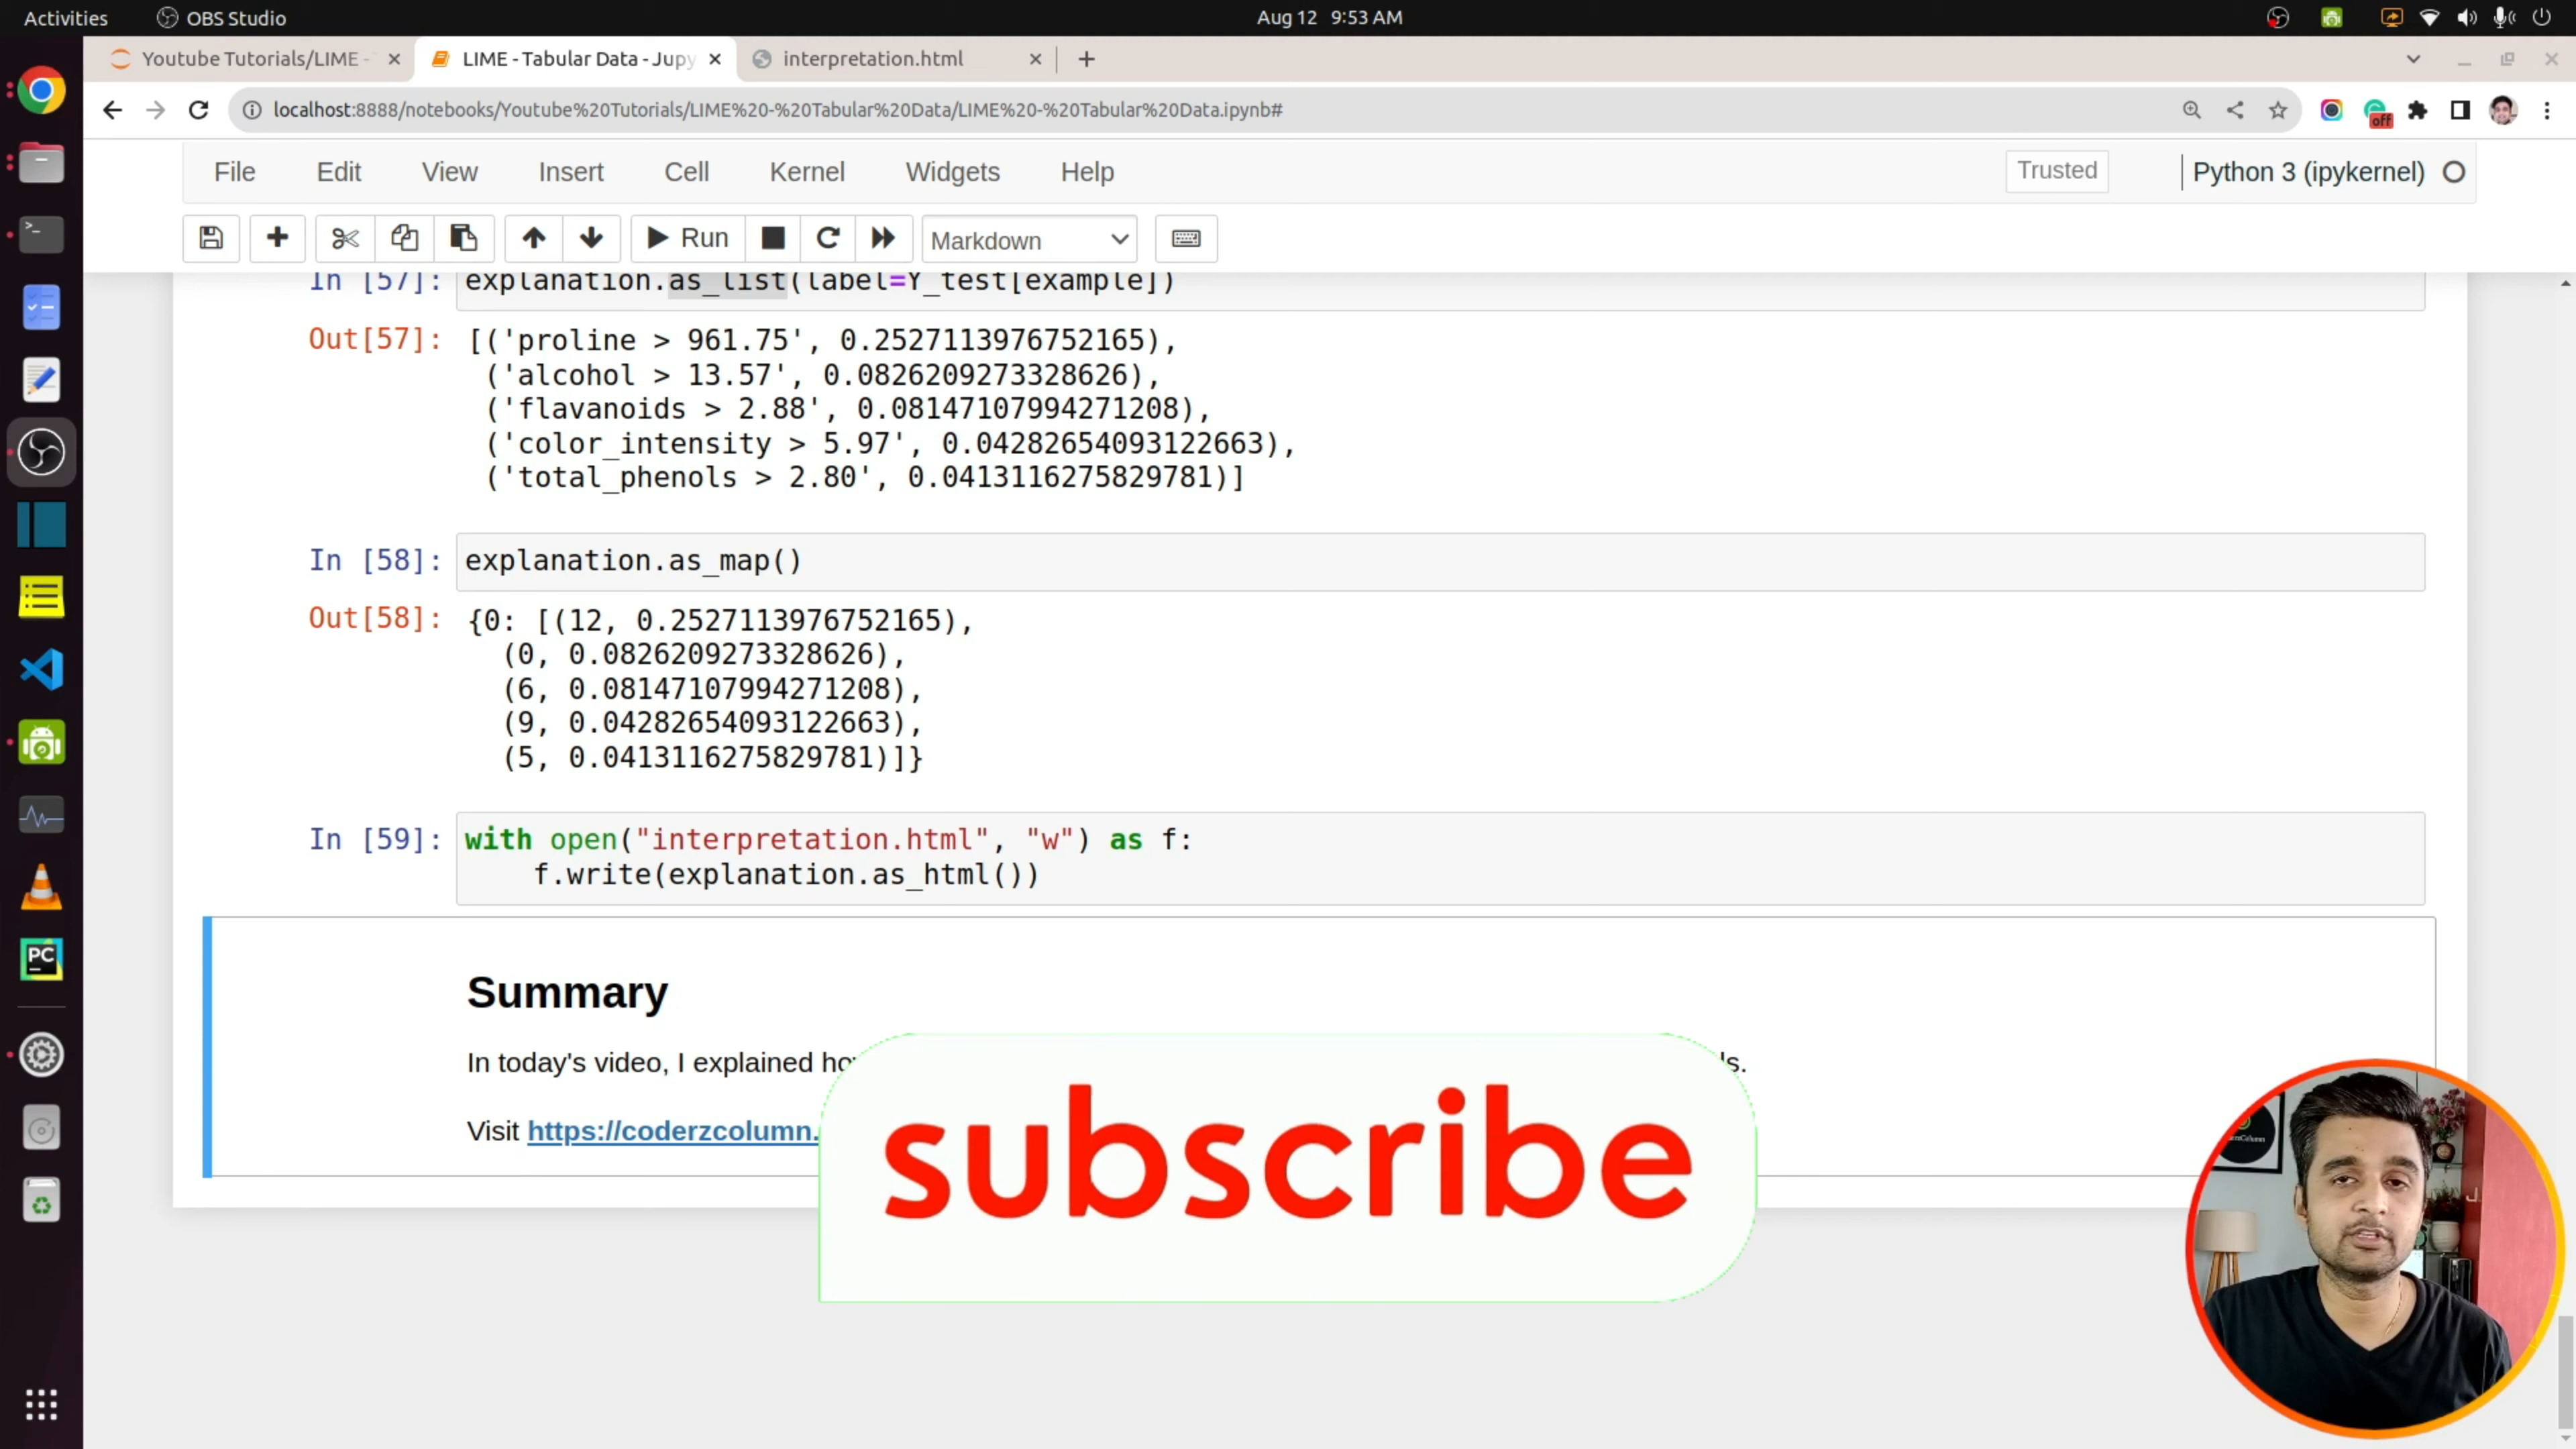 Activities
OBS Studio
Aug 12 9:53 AM
Youtube Tutorials/LIME -
LIME - Tabular Data - Jupy
interpretation.html
localhost:8888/notebooks/Youtube%20Tutorials/LIME%20-%20Tabular%20Data/LIME%20-%20Tabular%20Data.ipynb#
off
File Edit View Insert Cell Kernel Widgets Help
Trusted
Python 3 (ipykernel)
Run
Markdown
In [57]: explanation.as_list(label=Y_test[example])
Out[57]: [('proline > 961.75', 0.2527113976752165),
('alcohol > 13.57', 0.0826209273328626),
('flavanoids > 2.88', 0.08147107994271208),
('color_intensity > 5.97', 0.04282654093122663),
('total_phenols > 2.80', 0.0413116275829781)]
In [58]: explanation.as_map()
Out[58]: {0: [(12, 0.2527113976752165),
(0, 0.0826209273328626),
(6, 0.08147107994271208),
(9, 0.04282654093122663),
(5, 0.0413116275829781)]}
In [59]: with open("interpretation.html", "w") as f:
f.write(explanation.as_html())
PC
Summary
In today's video, I explained
Visit https://coderzcolumn.
subscribe